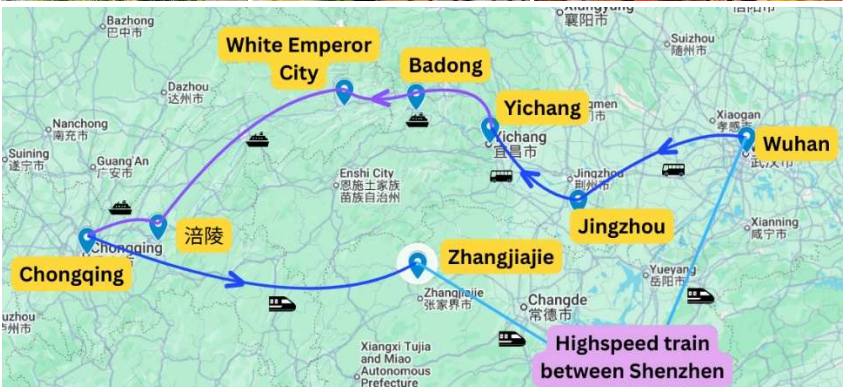 Bazhong
巴中市
襄阳市
Suizhou
随州市
White Emperor
City
Badong
Dazhou
达州市
Yichang
Xiaogan
孝感市
Nanchong
南充市
Yichang
宜昌市
Wuhan
Suining
遂宁市
Guang'An
广安市
Enshi City
恩施土家族
苗族自治州
Jingzhou
荆州市
涪陵
Jingzhou
Xianning
咸宁市
Chongqing
Chongqing
Zhangjiajie
Yueyang
岳阳市
Zhangjiajie
张家界市
Changde
常德市
Highspeed train
between Shenzhen
Xiangxi Tujia
and Miao
Autonomous
Prefecture